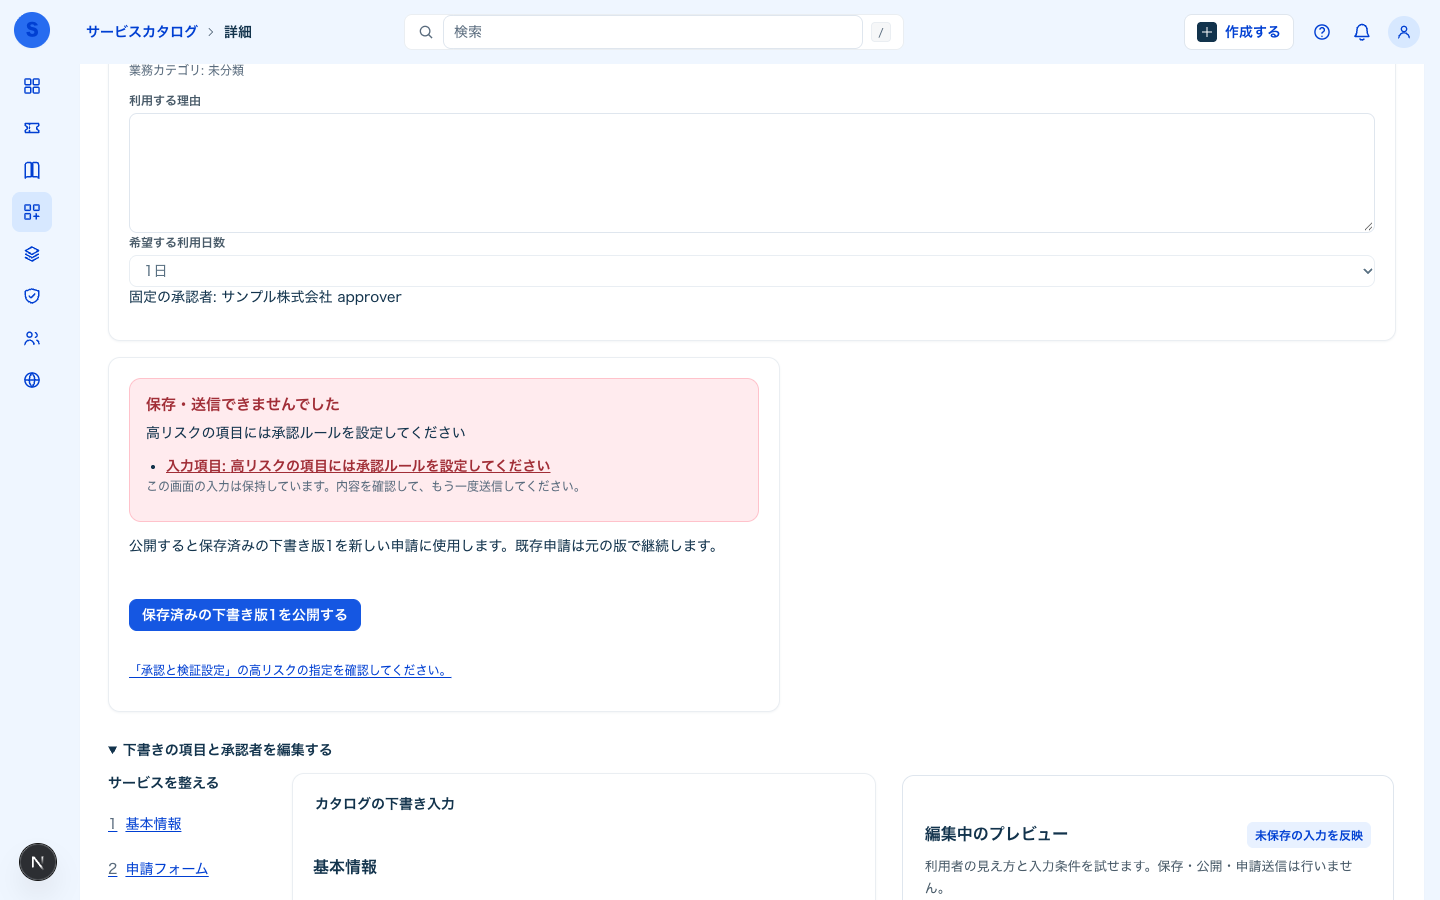 S
サービスカタログ > 詳細
検索
/
作成する
業務カテゴリ: 未分類
利用する理由
希望する利用日数
1日
固定の承認者: サンプル株式会社 approver
保存・送信できませんでした
高リスクの項目には承認ルールを設定してください
• 入力項目: 高リスクの項目には承認ルールを設定してください
この画面の入力は保持しています。内容を確認して、もう一度送信してください。
公開すると保存済みの下書き版1を新しい申請に使用します。既存申請は元の版で継続します。
保存済みの下書き版1を公開する
「承認と検証設定」の高リスクの指定を確認してください。
▼ 下書きの項目と承認者を編集する
サービスを整える
1 基本情報
2 申請フォーム
カタログの下書き入力
基本情報
編集中のプレビュー
未保存の入力を反映
利用者の見え方と入力条件を試せます。保存・公開・申請送信は行いませ
ん。
N